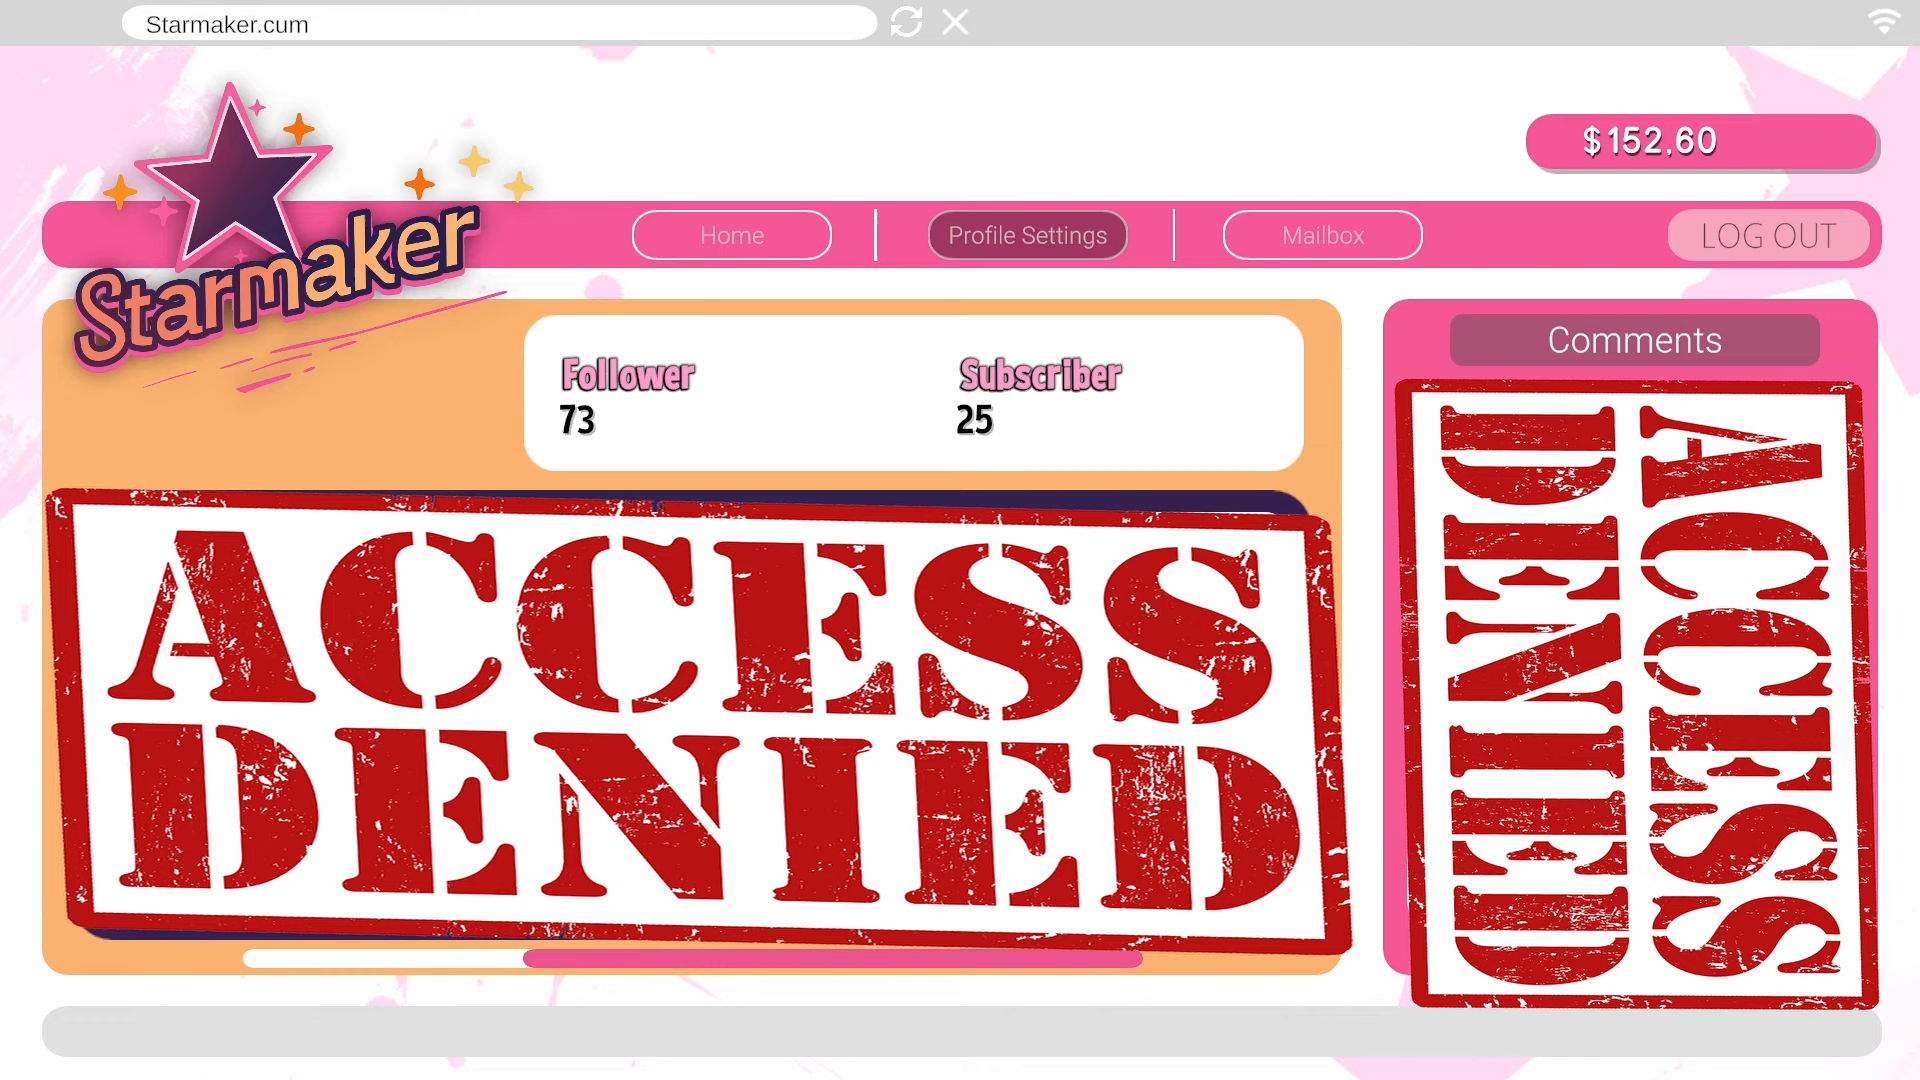 Starmaker.cum
$152,60
Starmaker
Home
Profile Settings
Mailbox
LOG OUT
Follower
73
Subscriber
25
ACCESS
DENIED
Comments
ACCESS
DENIED